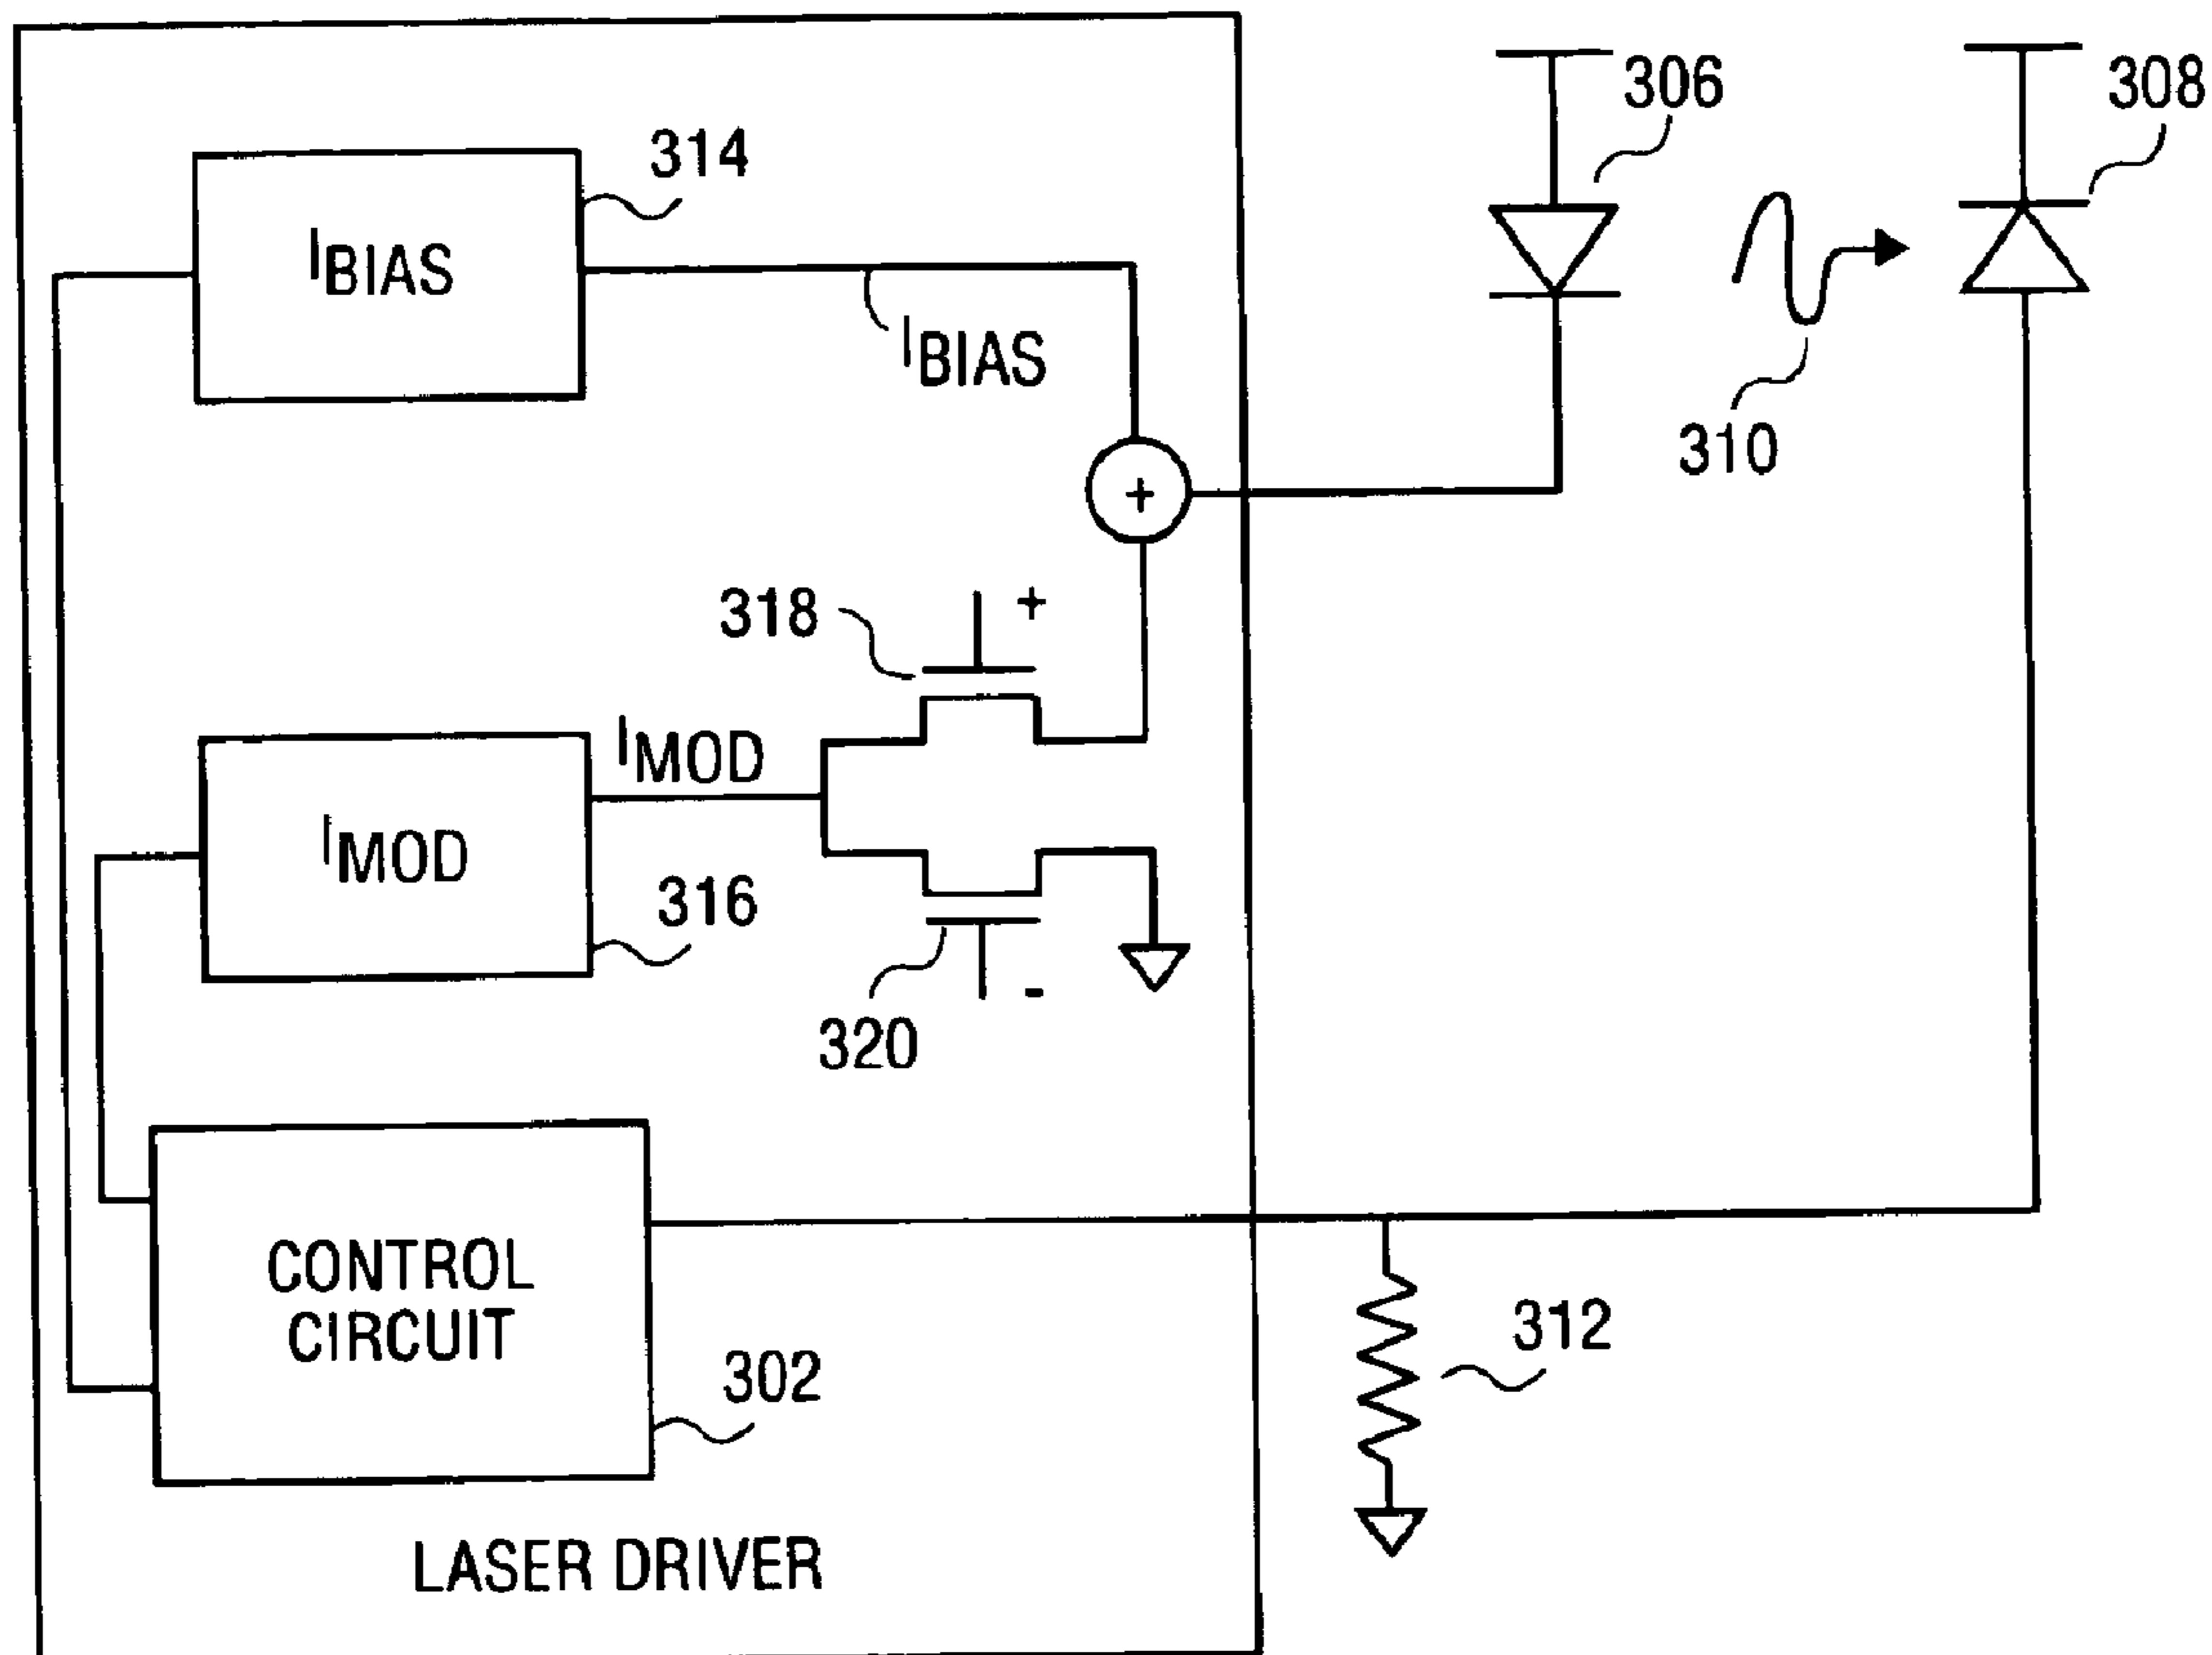 306
308
314
IBIAS
IBIAS
310
+
318
+
IMOD
IMOD
316
320
-
CONTROL
CIRCUIT
302
312
LASER DRIVER